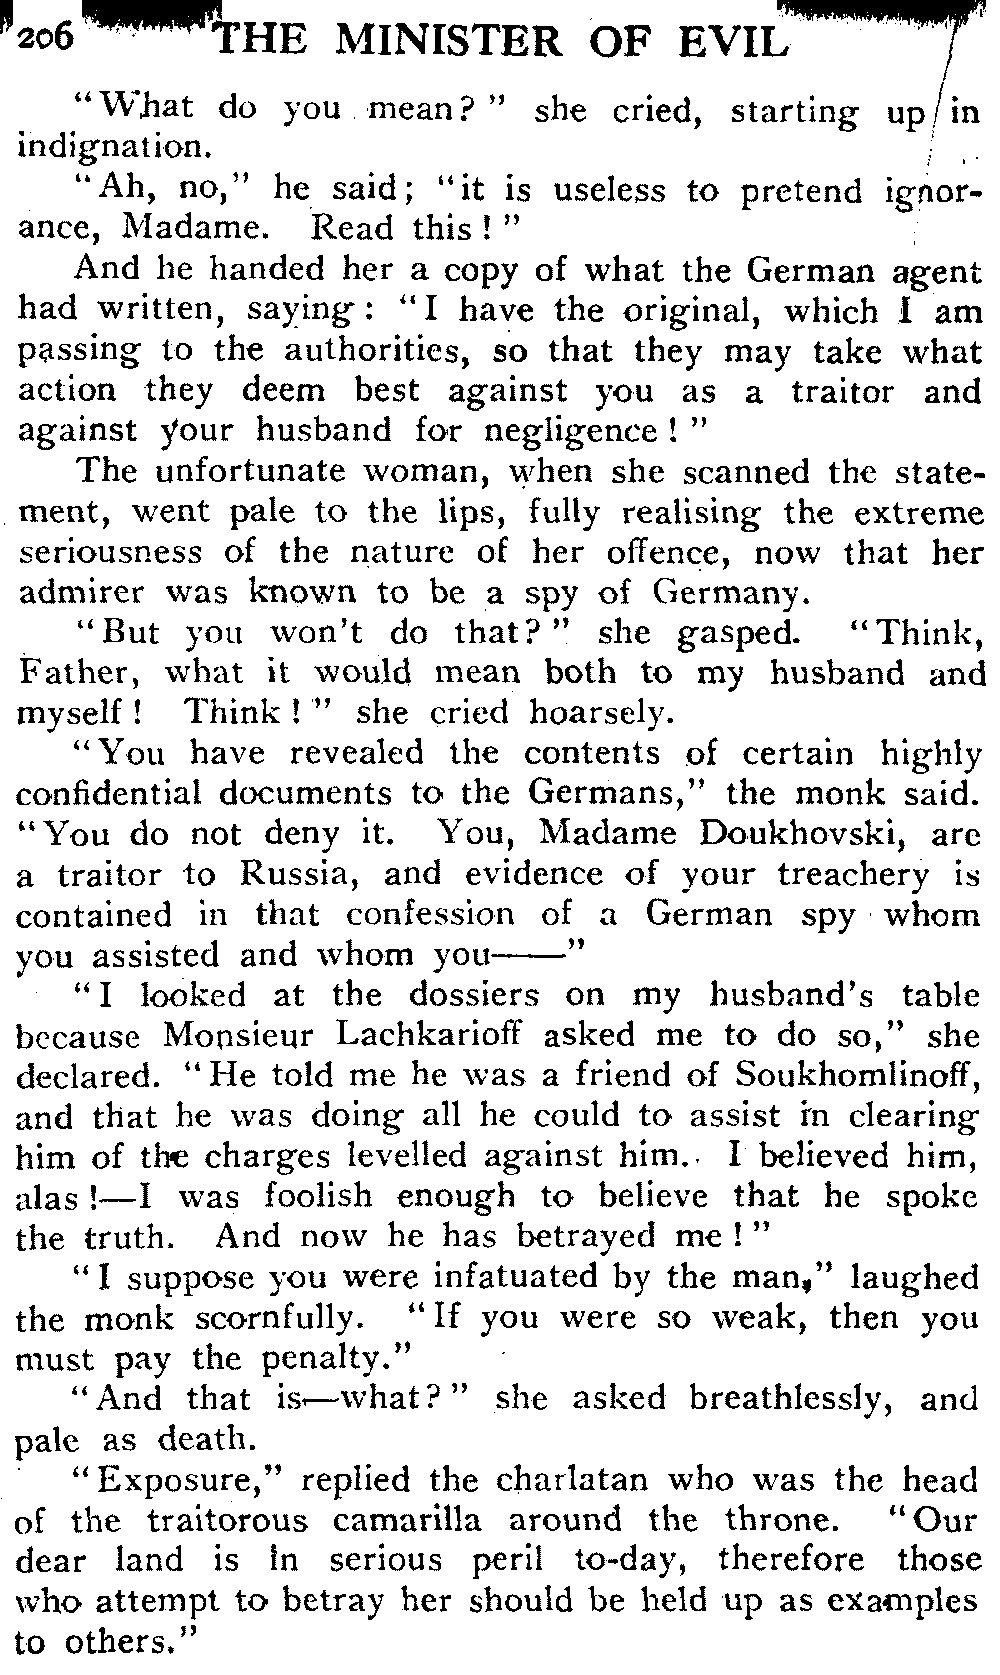 206 THE MINISTER OF EVIL
"What do you mean?" she cried, starting up in
indignation.
"Ah, no," he said; "it is useless to pretend ignor-
ance, Madame. Read this!"
And he handed her a copy of what the German agent
had written, saying: "I have the original, which I am
passing to the authorities, so that they may take what
action they deem best against you as a traitor and
against your husband for negligence!"
The unfortunate woman, when she scanned the state-
ment, went pale to the lips, fully realising the extreme
seriousness of the nature of her offence, now that her
admirer was known to be a spy of Germany.
"But you won't do that?" she gasped. "Think,
Father, what it would mean both to my husband and
myself! Think!" she cried hoarsely.
"You have revealed the contents of certain highly
confidential documents to the Germans," the monk said.
"You do not deny it. You, Madame Doukhovski, are
a traitor to Russia, and evidence of your treachery is
contained in that confession of a German spy whom
you assisted and whom you——"
"I looked at the dossiers on my husband's table
because Monsieur Lachkarioff asked me to do so," she
declared. "He told me he was a friend of Soukhomlinoff,
and that he was doing all he could to assist in clearing
him of the charges levelled against him. I believed him,
alas!—I was foolish enough to believe that he spoke
the truth. And now he has betrayed me!"
"I suppose you were infatuated by the man," laughed
the monk scornfully. "If you were so weak, then you
must pay the penalty."
"And that is—what?" she asked breathlessly, and
pale as death.
"Exposure," replied the charlatan who was the head
of the traitorous camarilla around the throne. "Our
dear land is in serious peril to-day, therefore those
who attempt to betray her should be held up as examples
to others."